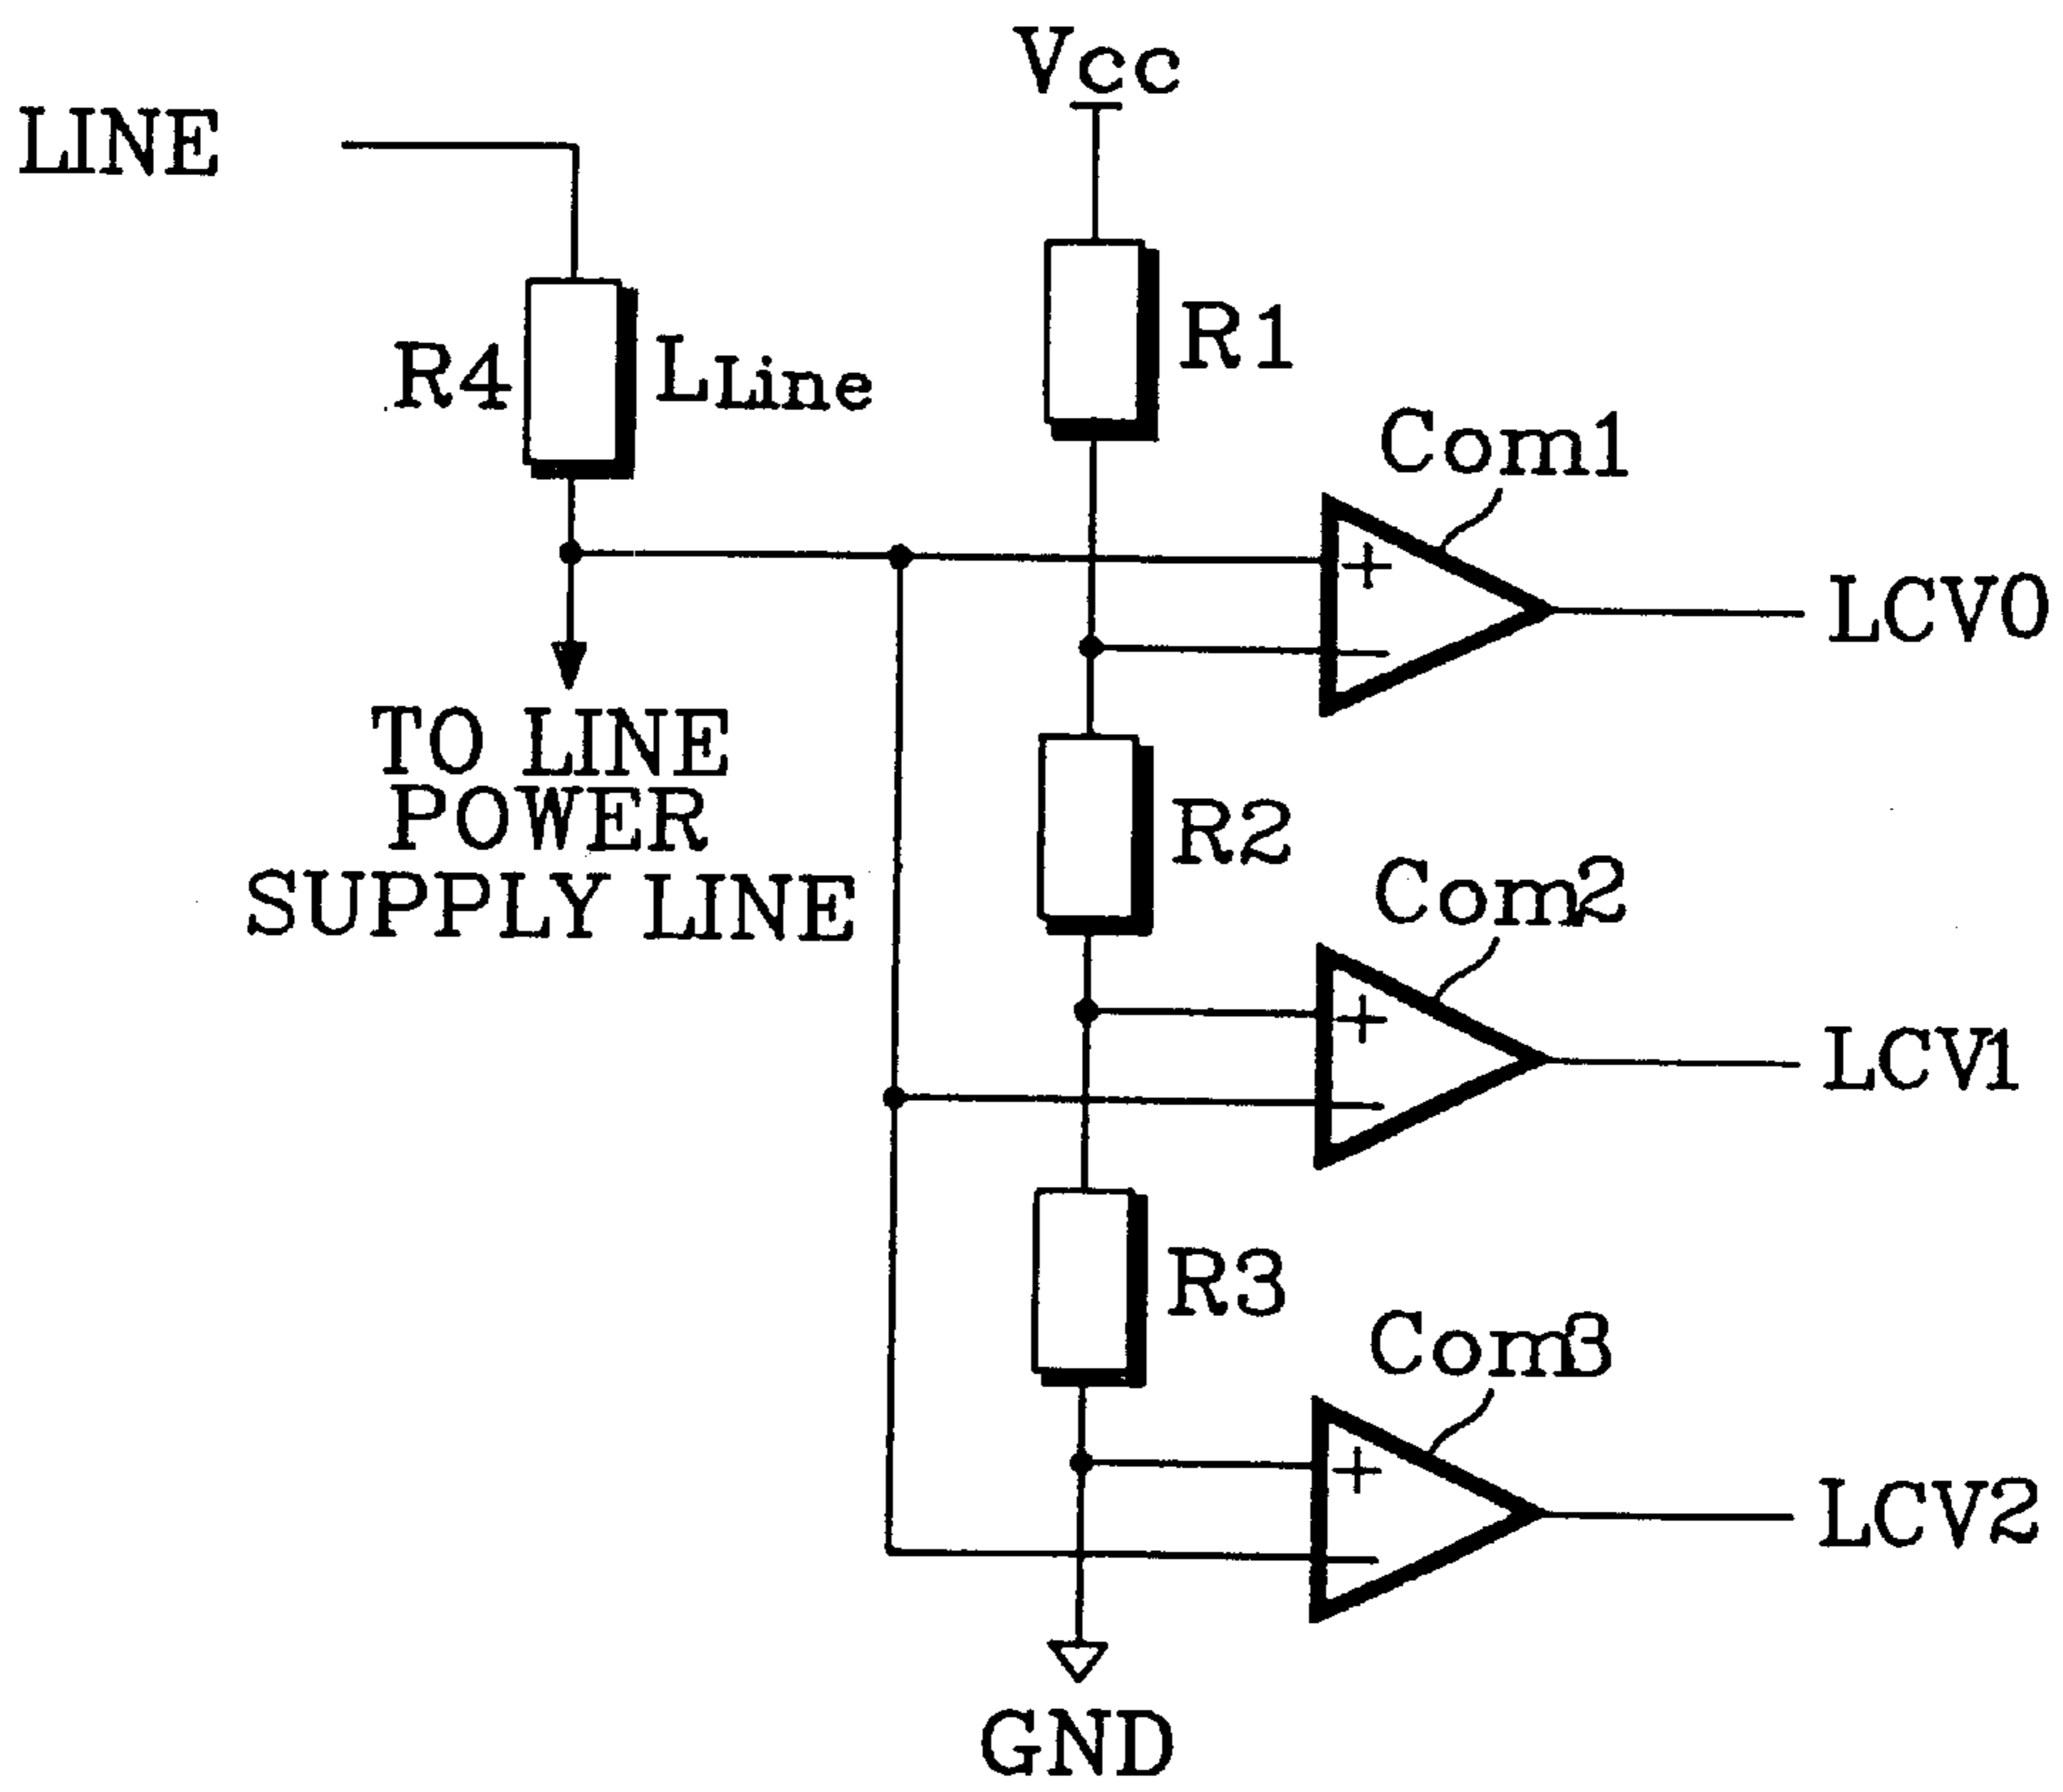 Vcc
LINE
R1
R4
LLine
Com1
+
−
LCV0
TO LINE
POWER
SUPPLY LINE
R2
Com2
+
−
LCV1
R3
Com3
+
−
LCV2
GND